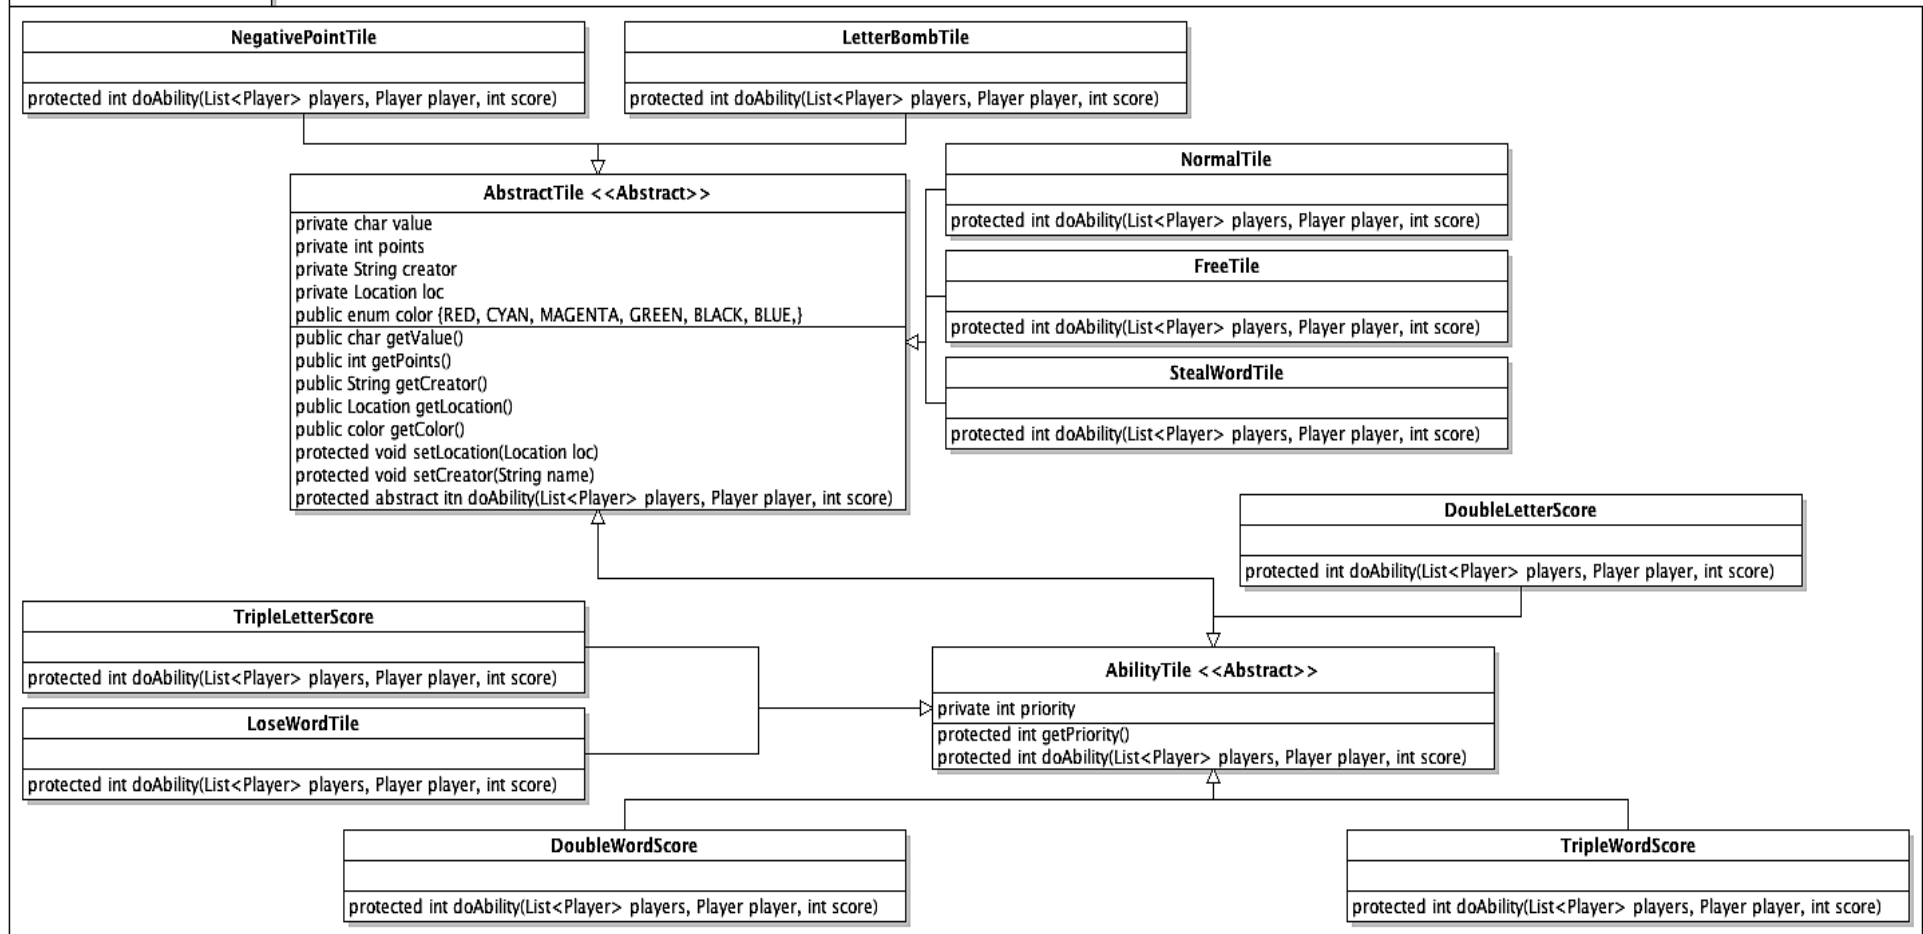 NegativePointTile
protected int doAbility(List<Player> players, Player player, int score)
LetterBombTile
protected int doAbility(List<Player> players, Player player, int score)
AbstractTile <<Abstract>>
private char value
private int points
private String creator
private Location loc
public enum color {RED, CYAN, MAGENTA, GREEN, BLACK, BLUE,}
public char getValue()
public int getPoints()
public String getCreator()
public Location getLocation()
public color getColor()
protected void setLocation(Location loc)
protected void setCreator(String name)
protected abstract itn doAbility(List<Player> players, Player player, int score)
NormalTile
protected int doAbility(List<Player> players, Player player, int score)
FreeTile
protected int doAbility(List<Player> players, Player player, int score)
StealWordTile
protected int doAbility(List<Player> players, Player player, int score)
DoubleLetterScore
protected int doAbility(List<Player> players, Player player, int score)
TripleLetterScore
protected int doAbility(List<Player> players, Player player, int score)
LoseWordTile
protected int doAbility(List<Player> players, Player player, int score)
AbilityTile <<Abstract>>
private int priority
protected int getPriority()
protected int doAbility(List<Player> players, Player player, int score)
DoubleWordScore
protected int doAbility(List<Player> players, Player player, int score)
TripleWordScore
protected int doAbility(List<Player> players, Player player, int score)